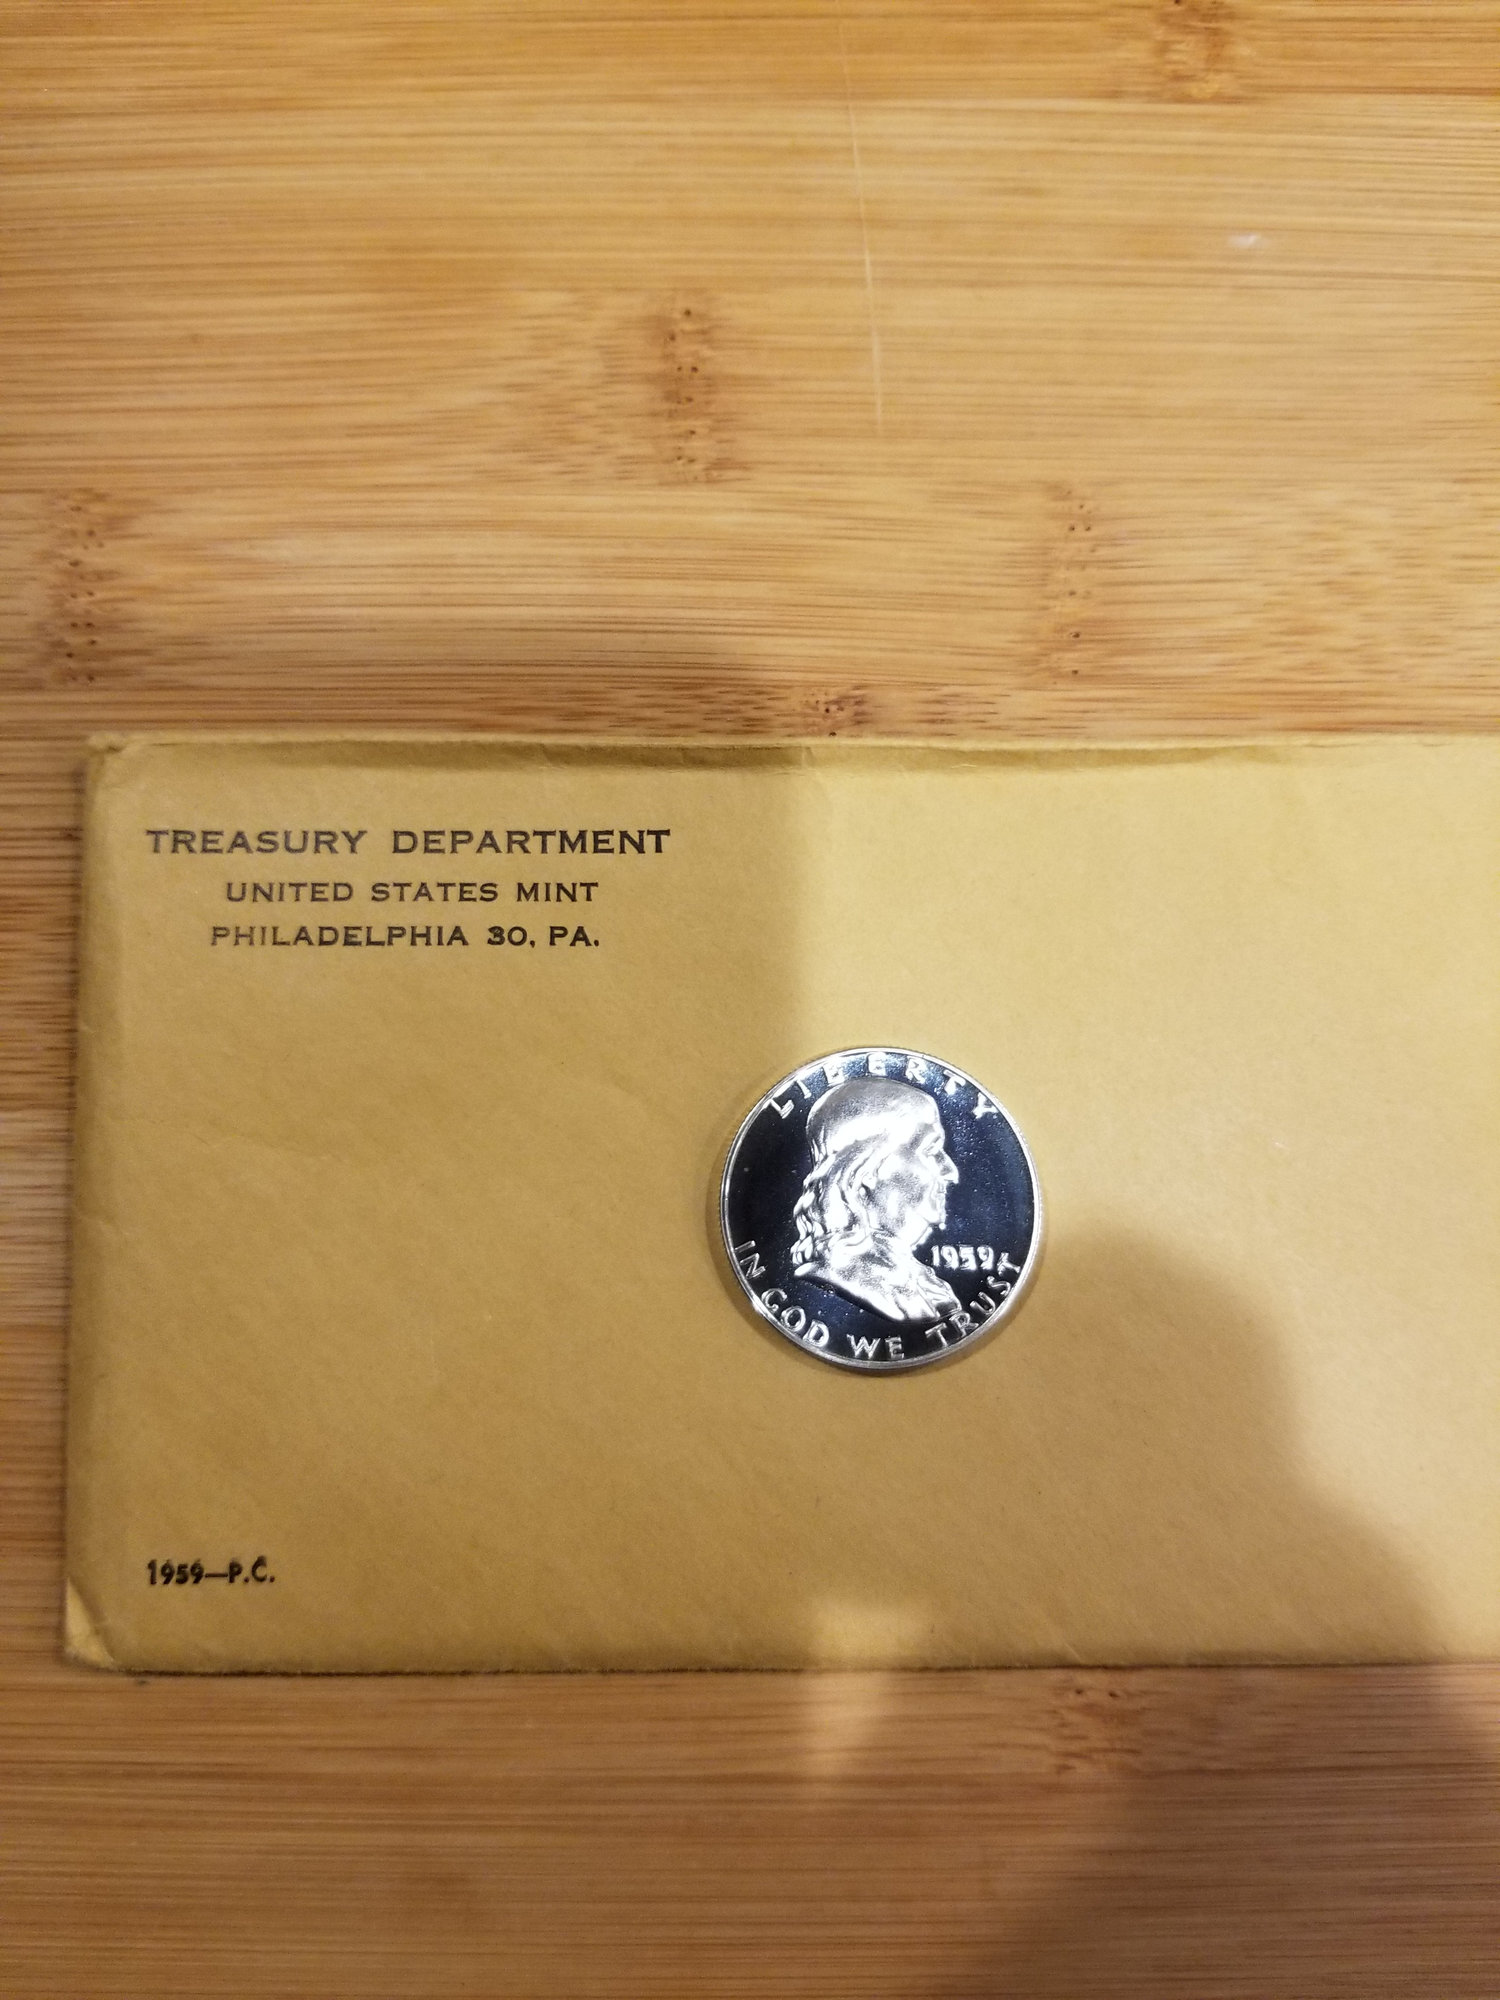 TREASURY DEPARTMENT
UNITED STATES MINT
PHILADELPHIA 30, PA.
LIBERTY
1959
IN GOD WE TRUST
1959—P.C.